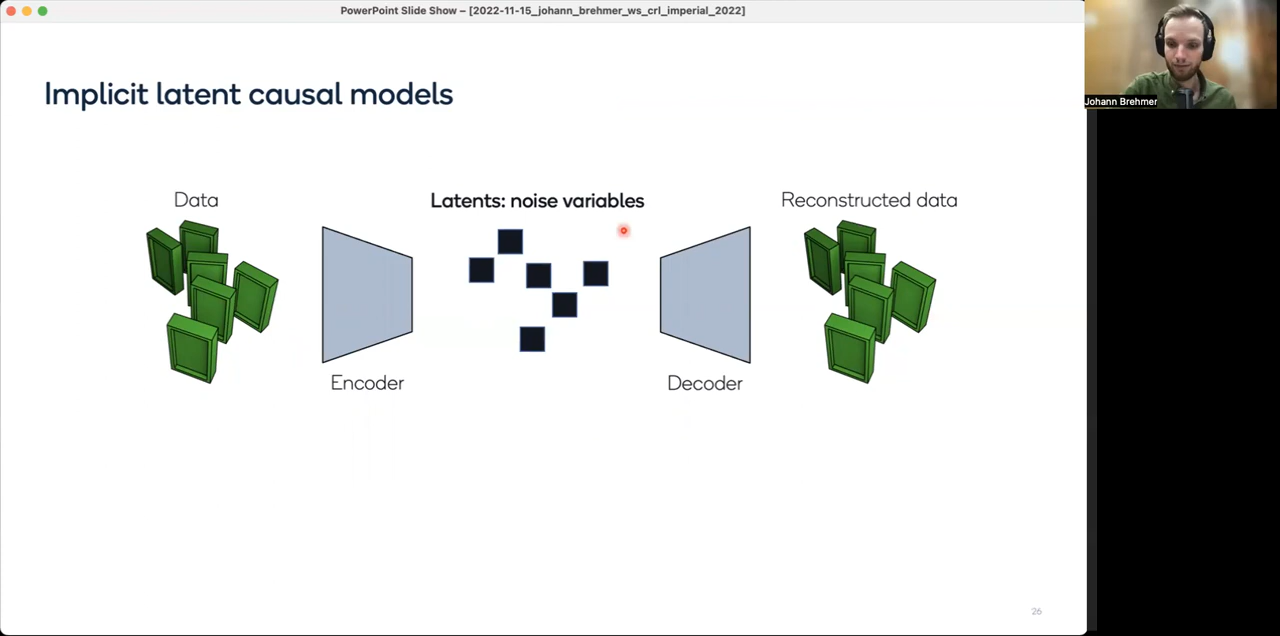 PowerPoint Slide Show – [2022-11-15_johann_brehmer_ws_crl_imperial_2022]
Johann Brehmer
Implicit latent causal models
Data
Latents: noise variables
Reconstructed data
Encoder
Decoder
26